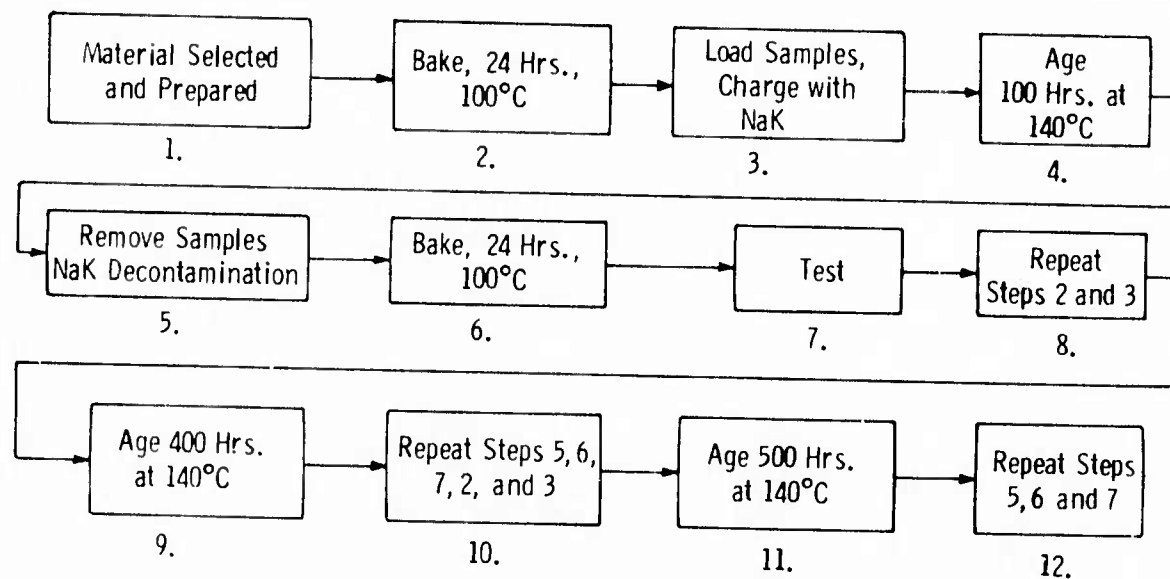 Material Selected
and Prepared
1.
Bake, 24 Hrs.,
100°C
2.
Load Samples,
Charge with
NaK
3.
Age
100 Hrs. at
140°C
4.
Remove Samples
NaK Decontamination
5.
Bake, 24 Hrs.,
100°C
6.
Test
7.
Repeat
Steps 2 and 3
8.
Age 400 Hrs.
at 140°C
9.
Repeat Steps 5, 6,
7, 2, and 3
10.
Age 500 Hrs.
at 140°C
11.
Repeat Steps
5, 6 and 7
12.